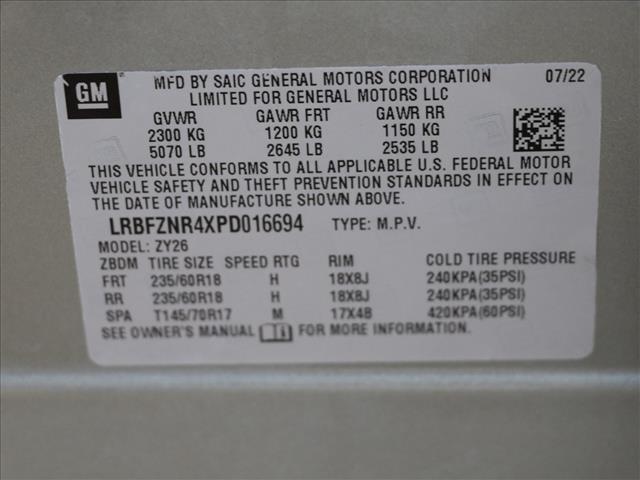 GM
MFD BY SAIC GENERAL MOTORS CORPORATION 07/22
LIMITED FOR GENERAL MOTORS LLC
GVWR GAWR FRT GAWR RR
2300 KG 1200 KG 1150 KG
5070 LB 2645 LB 2535 LB
THIS VEHICLE CONFORMS TO ALL APPLICABLE U.S. FEDERAL MOTOR
VEHICLE SAFETY AND THEFT PREVENTION STANDARDS IN EFFECT ON
THE DATE OF MANUFACTURE SHOWN ABOVE.
LRBFZNR4XPD016694 TYPE: M.P.V.
MODEL: ZY26
ZBDM TIRE SIZE SPEED RTG RIM COLD TIRE PRESSURE
FRT 235/60R18 H 18X8J 240KPA(35PSI)
RR 235/60R18 H 18X8J 240KPA(35PSI)
SPA T145/70R17 M 17X4B 420KPA(60PSI)
SEE OWNER'S MANUAL FOR MORE INFORMATION.